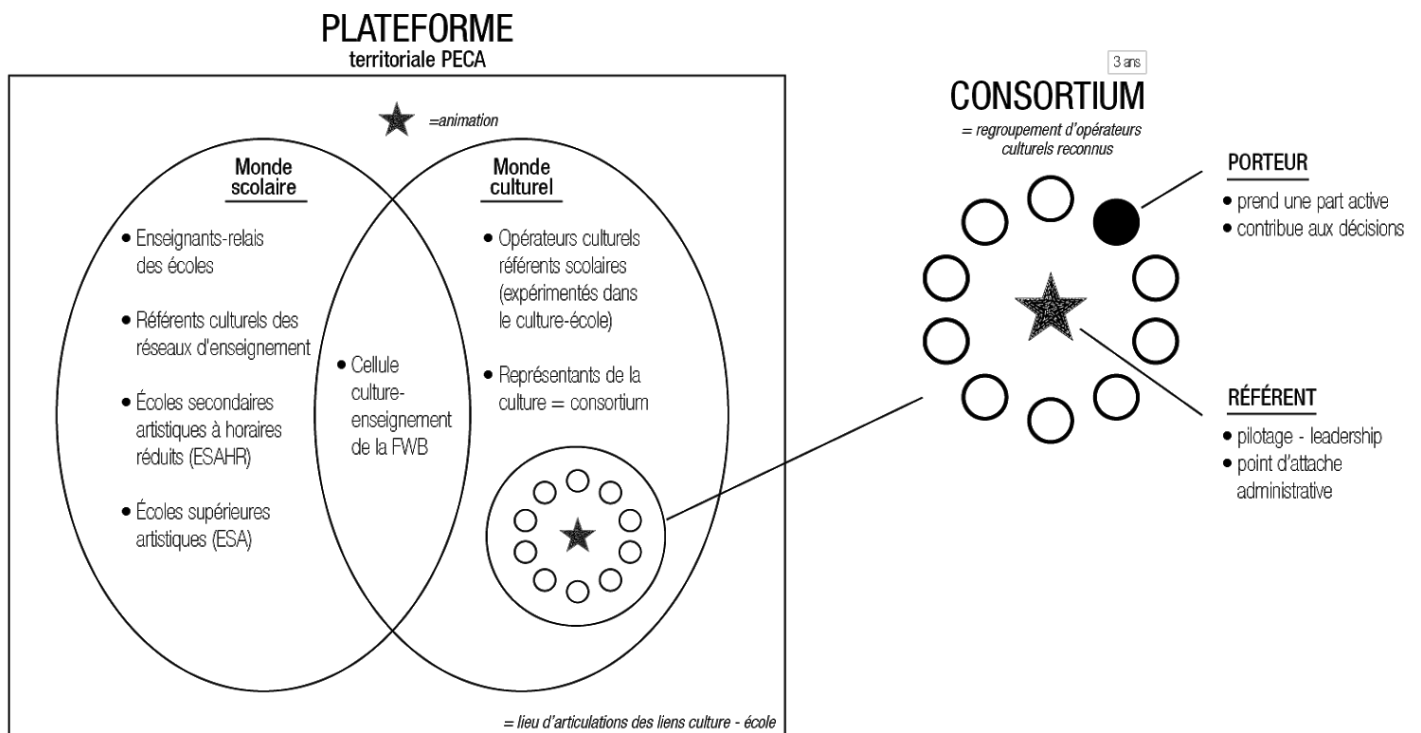 PLATEFORME
territoriale PECA
=animation
Monde
scolaire
• Enseignants-relais
des écoles
• Référents culturels des
réseaux d'enseignement
• Écoles secondaires
artistiques à horaires
réduits (ESAHR)
• Écoles supérieures
artistiques (ESA)
• Cellule
culture-
enseignement
de la FWB
Monde
culturel
• Opérateurs culturels
référents scolaires
(expérimentés dans
le culture-école)
• Représentants de la
culture = consortium
= lieu d'articulations des liens culture - école
3 ans
CONSORTIUM
= regroupement d'opérateurs
culturels reconnus
PORTEUR
• prend une part active
• contribue aux décisions
RÉFÉRENT
• pilotage - leadership
• point d'attache
administrative